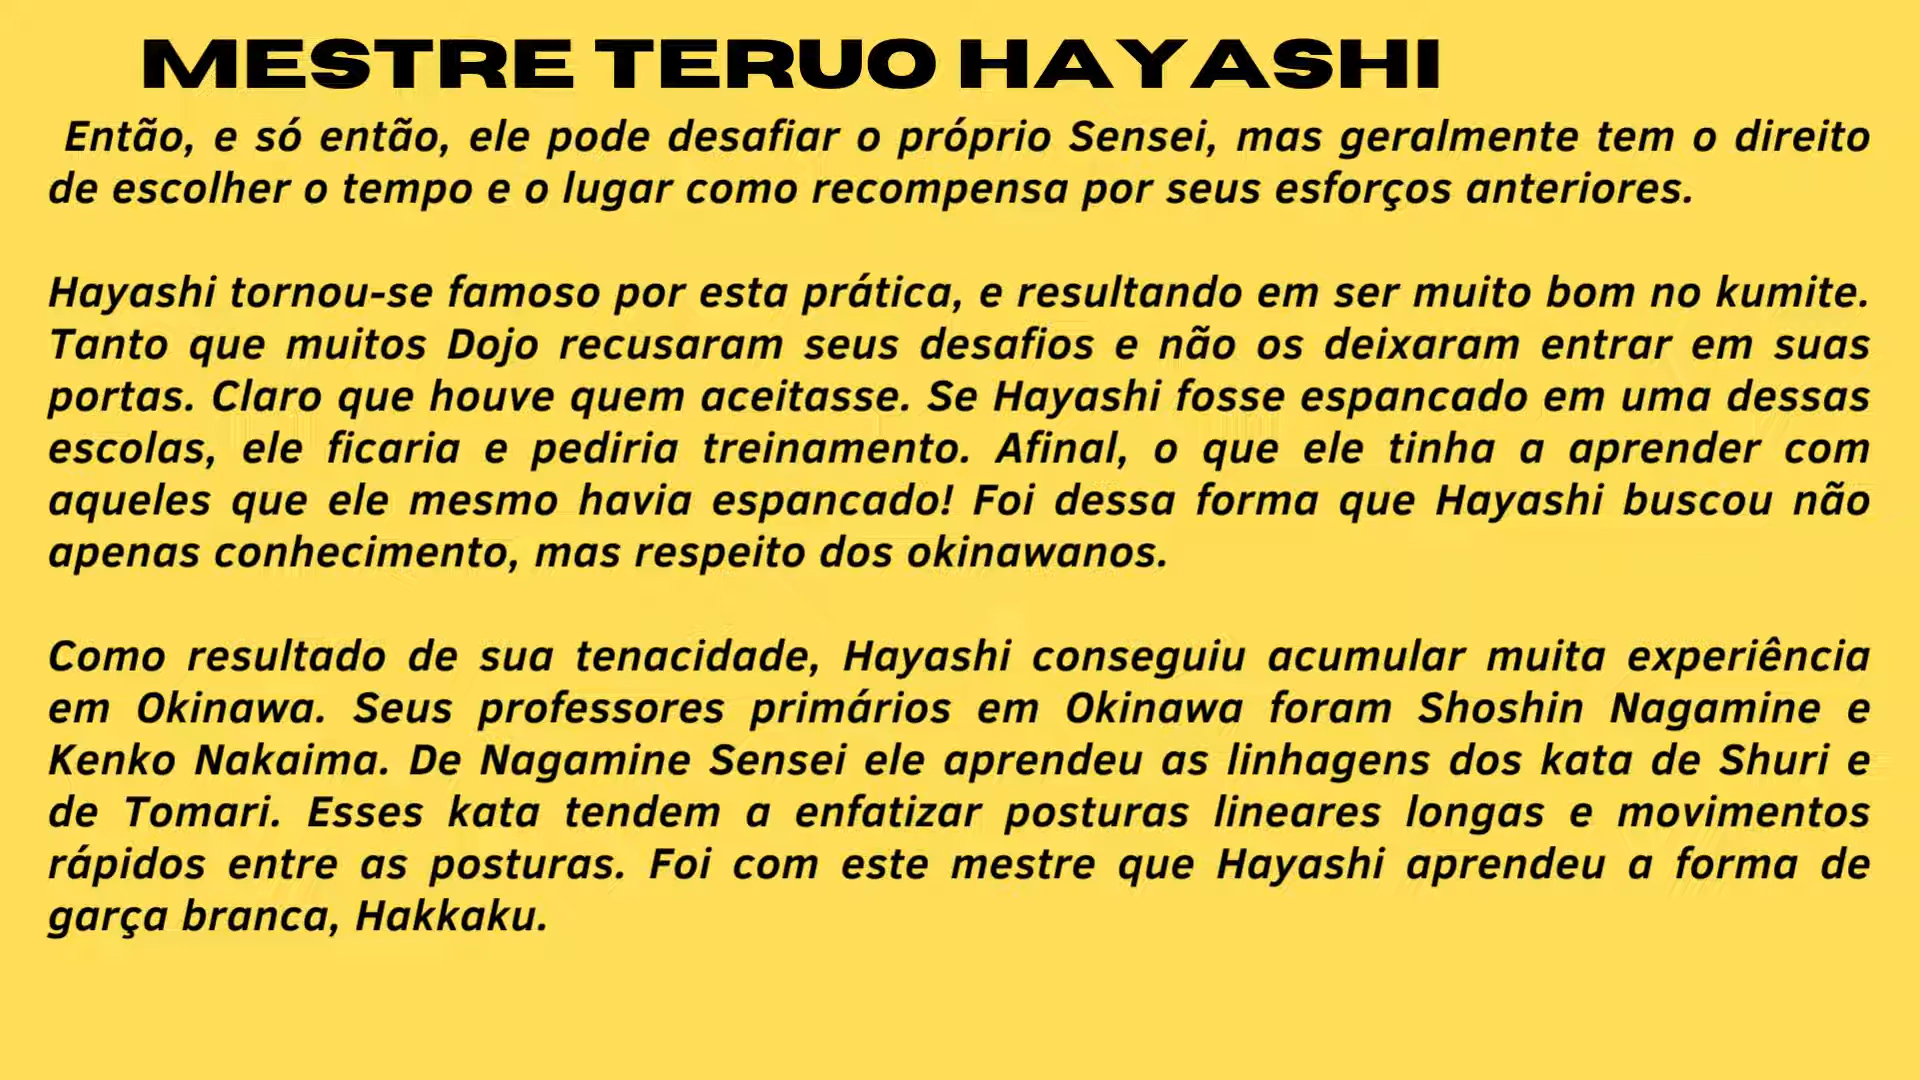 MESTRE TERUO HAYASHI
Então, e só então, ele pode desafiar o próprio Sensei, mas geralmente tem o direito
de escolher o tempo e o lugar como recompensa por seus esforços anteriores.
Hayashi tornou-se famoso por esta prática, e resultando em ser muito bom no kumite.
Tanto que muitos Dojo recusaram seus desafios e não os deixaram entrar em suas
portas. Claro que houve quem aceitasse. Se Hayashi fosse espancado em uma dessas
escolas, ele ficaria e pediria treinamento. Afinal, o que ele tinha a aprender com
aqueles que ele mesmo havia espancado! Foi dessa forma que Hayashi buscou não
apenas conhecimento, mas respeito dos okinawanos.
Como resultado de sua tenacidade, Hayashi conseguiu acumular muita experiência
em Okinawa. Seus professores primários em Okinawa foram Shoshin Nagamine e
Kenko Nakaima. De Nagamine Sensei ele aprendeu as linhagens dos kata de Shuri e
de Tomari. Esses kata tendem a enfatizar posturas lineares longas e movimentos
rápidos entre as posturas. Foi com este mestre que Hayashi aprendeu a forma de
garça branca, Hakkaku.